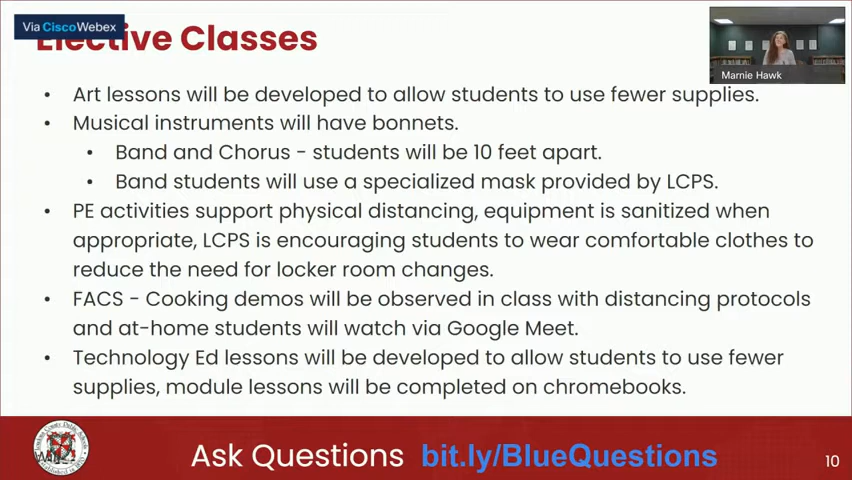 Via Cisco Webex
Elective Classes
Marnie Hawk
• Art lessons will be developed to allow students to use fewer supplies.
• Musical instruments will have bonnets.
• Band and Chorus - students will be 10 feet apart.
• Band students will use a specialized mask provided by LCPS.
• PE activities support physical distancing, equipment is sanitized when
appropriate, LCPS is encouraging students to wear comfortable clothes to
reduce the need for locker room changes.
• FACS - Cooking demos will be observed in class with distancing protocols
and at-home students will watch via Google Meet.
• Technology Ed lessons will be developed to allow students to use fewer
supplies, module lessons will be completed on chromebooks.
Ask Questions bit.ly/BlueQuestions
10